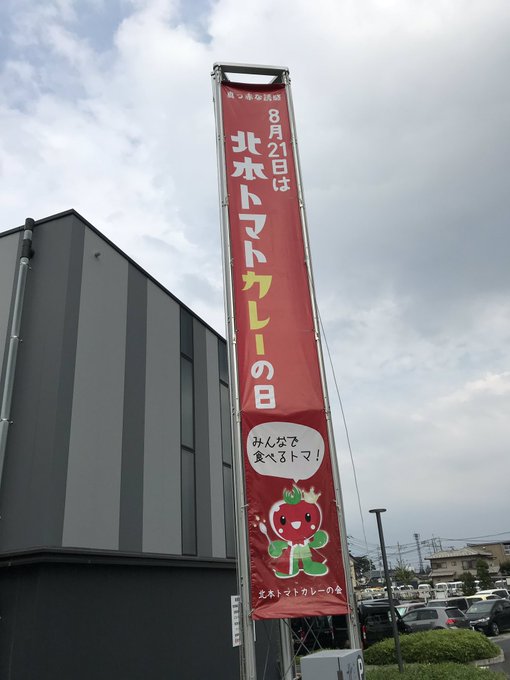 真っ赤な誘惑
8月21日は
北本トマトカレーの日
みんなで
食べるトマ！
北本トマトカレーの会